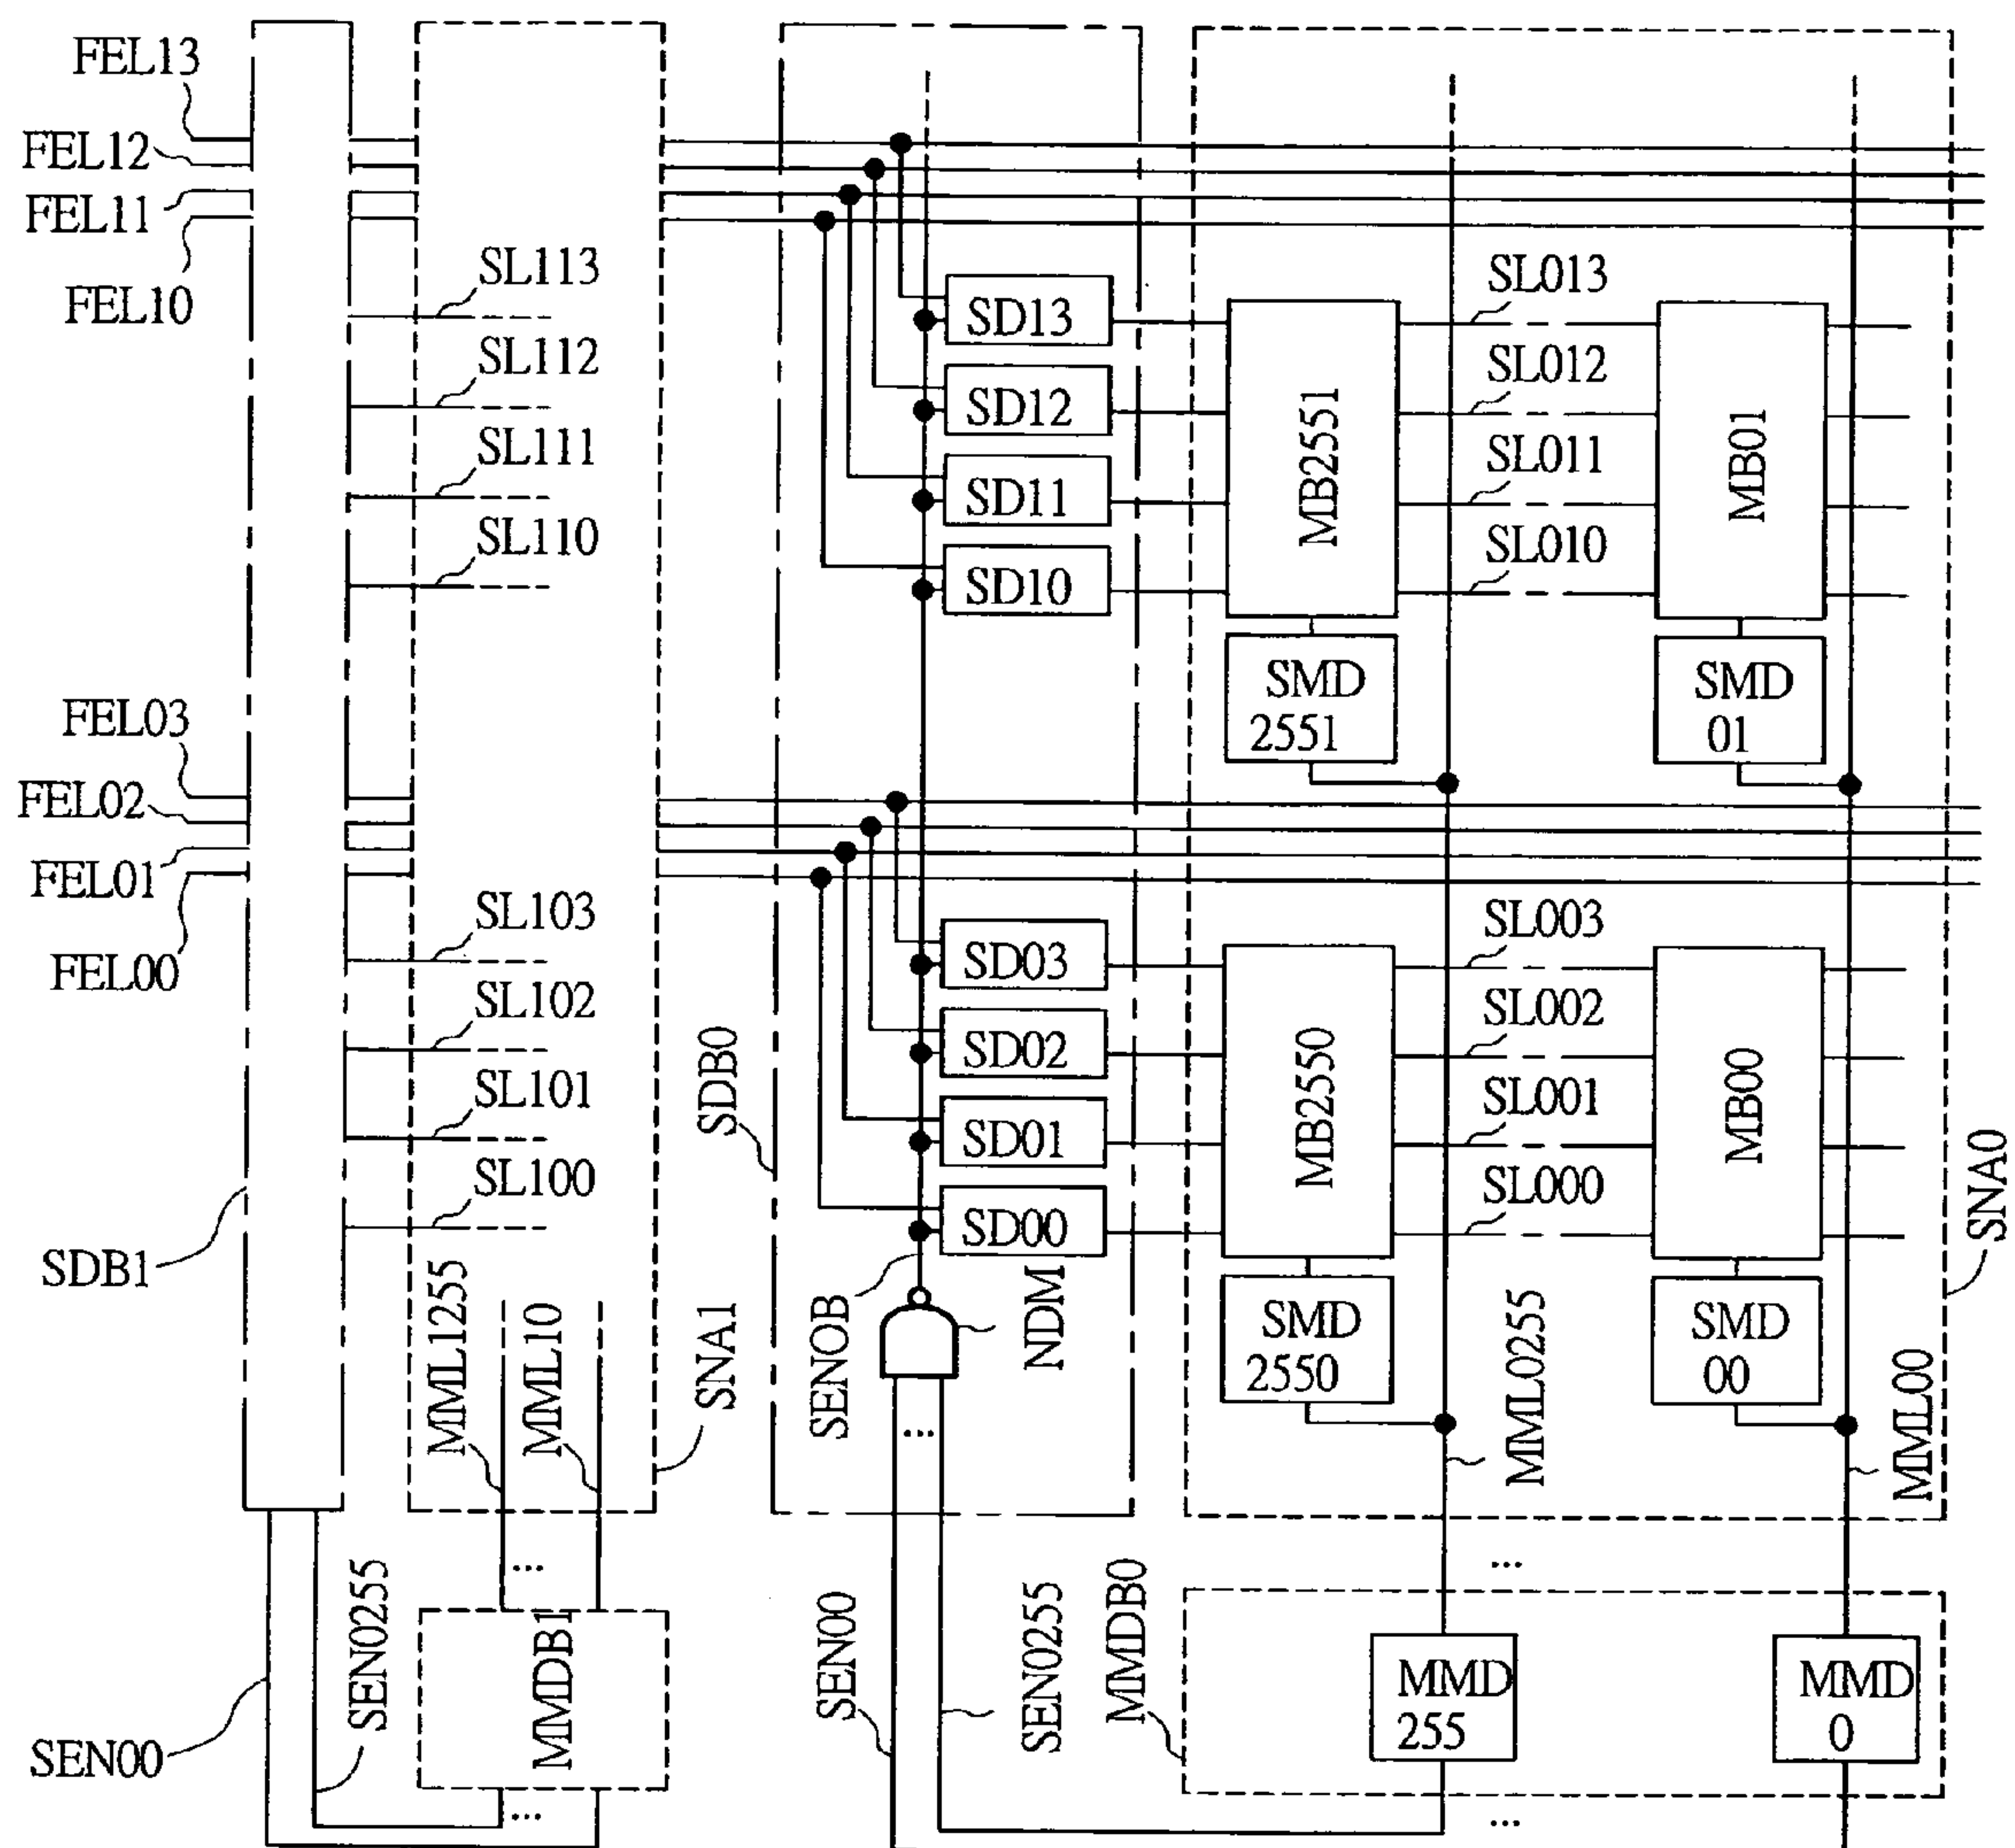 FEL13
FEL12
FEL11
FEL10
SL113
SL112
SL111
SL110
SD13
SD12
SD11
SD10
MB2551
SL013
SL012
SL011
SL010
MB01
SMD
2551
SMD
01
FEL03
FEL02
FEL01
FEL00
SL103
SL102
SL101
SL100
SDB0
SD03
SD02
SD01
SD00
MB2550
SL003
SL002
SL001
SL000
MB00
SNA0
SDB1
MML1255
MML10
SNA1
SENOB
NDM
...
SMD
2550
MML0255
SMD
00
MML00
SEN00
SEN0255
...
MMDB1
...
SEN00
SEN0255
MMDB0
...
MMD
255
MMD
0
...